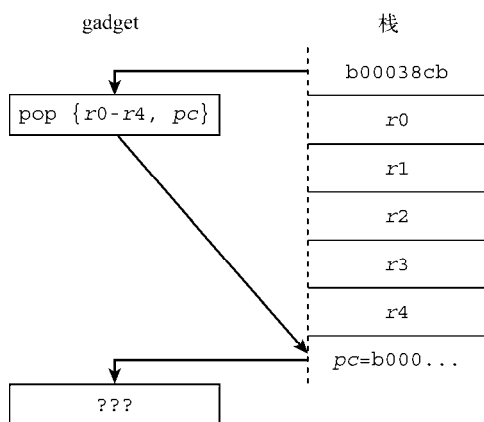 gadget
栈
b00038cb
pop {r0-r4, pc}
r0
r1
r2
r3
r4
pc=b000...
???